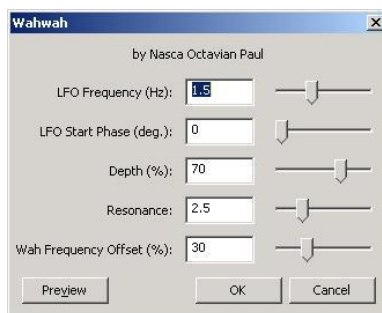 Wahwah
by Nasca Octavian Paul
LFO Frequency (Hz): 1.5
LFO Start Phase (deg.): 0
Depth (%): 70
Resonance: 2.5
Wah Frequency Offset (%): 30
Preview OK Cancel